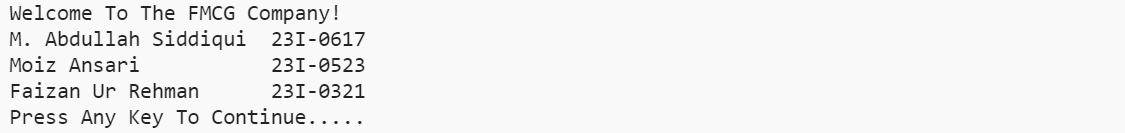 Welcome To The FMCG Company!
M. Abdullah Siddiqui  23I-0617
Moiz Ansari           23I-0523
Faizan Ur Rehman      23I-0321
Press Any Key To Continue.....